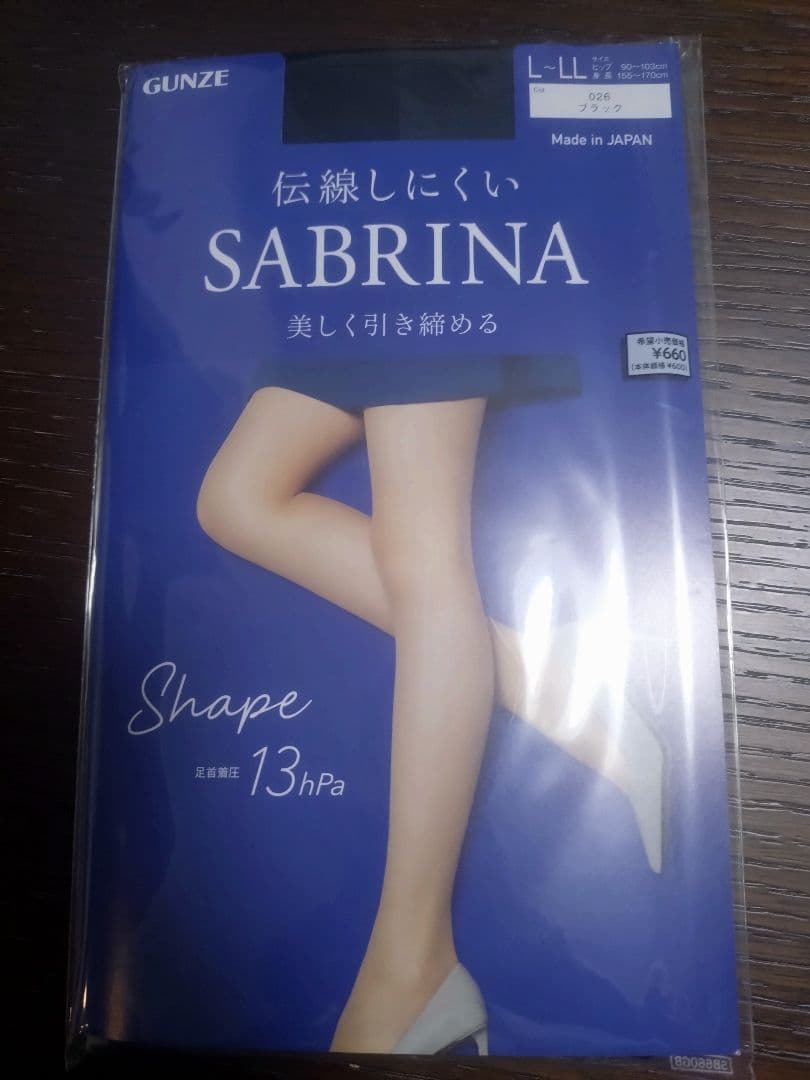 GUNZE
L~LL
サイズ
ヒップ 90~103cm
身長 155~170cm
Col.
026
ブラック
Made in JAPAN
伝線しにくい
SABRINA
美しく引き締める
希望小売価格
¥660
(本体価格 ¥600)
Shape
足首着圧 13hPa
SB660GB